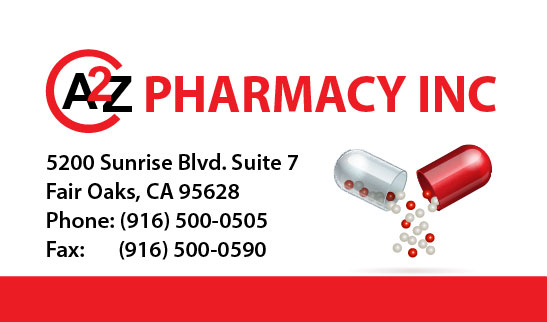 A2Z PHARMACY INC
5200 Sunrise Blvd. Suite 7
Fair Oaks, CA 95628
Phone: (916) 500-0505
Fax: (916) 500-0590